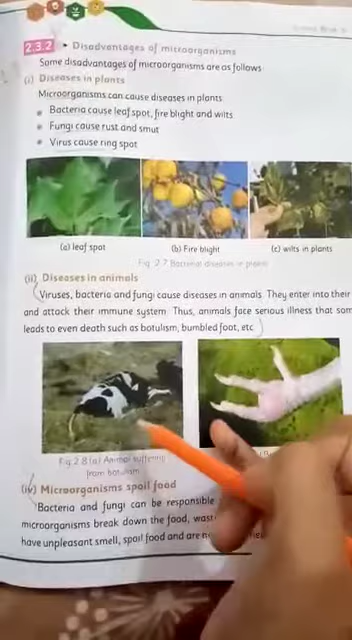 2.3.2 ▸ Disadvantages of microorganisms
Some disadvantages of microorganisms are as follows
(i) Diseases in plants
Microorganisms can cause diseases in plants
• Bacteria cause leaf spot, fire blight and wilts
• Fungi cause rust and smut
• Virus cause ring spot
(a) leaf spot (b) Fire blight (c) wilts in plants
Fig 2.7 Bacterial diseases in plants
(ii) Diseases in animals
Viruses, bacteria and fungi cause diseases in animals. They enter into their
and attack their immune system. Thus, animals face serious illness that som
leads to even death such as botulism, bumbled foot, etc
Fig 2.8 (a) Animal suffering
from botulism
(iv) Microorganisms spoil food
Bacteria and fungi can be responsible
microorganisms break down the food, wast
have unpleasant smell, spoil food and are n